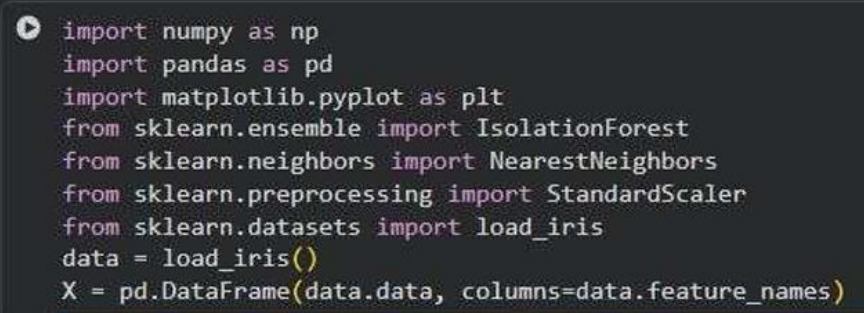 import numpy as np
import pandas as pd
import matplotlib.pyplot as plt
from sklearn.ensemble import IsolationForest
from sklearn.neighbors import NearestNeighbors
from sklearn.preprocessing import StandardScaler
from sklearn.datasets import load_iris
data = load_iris()
X = pd.DataFrame(data.data, columns=data.feature_names)